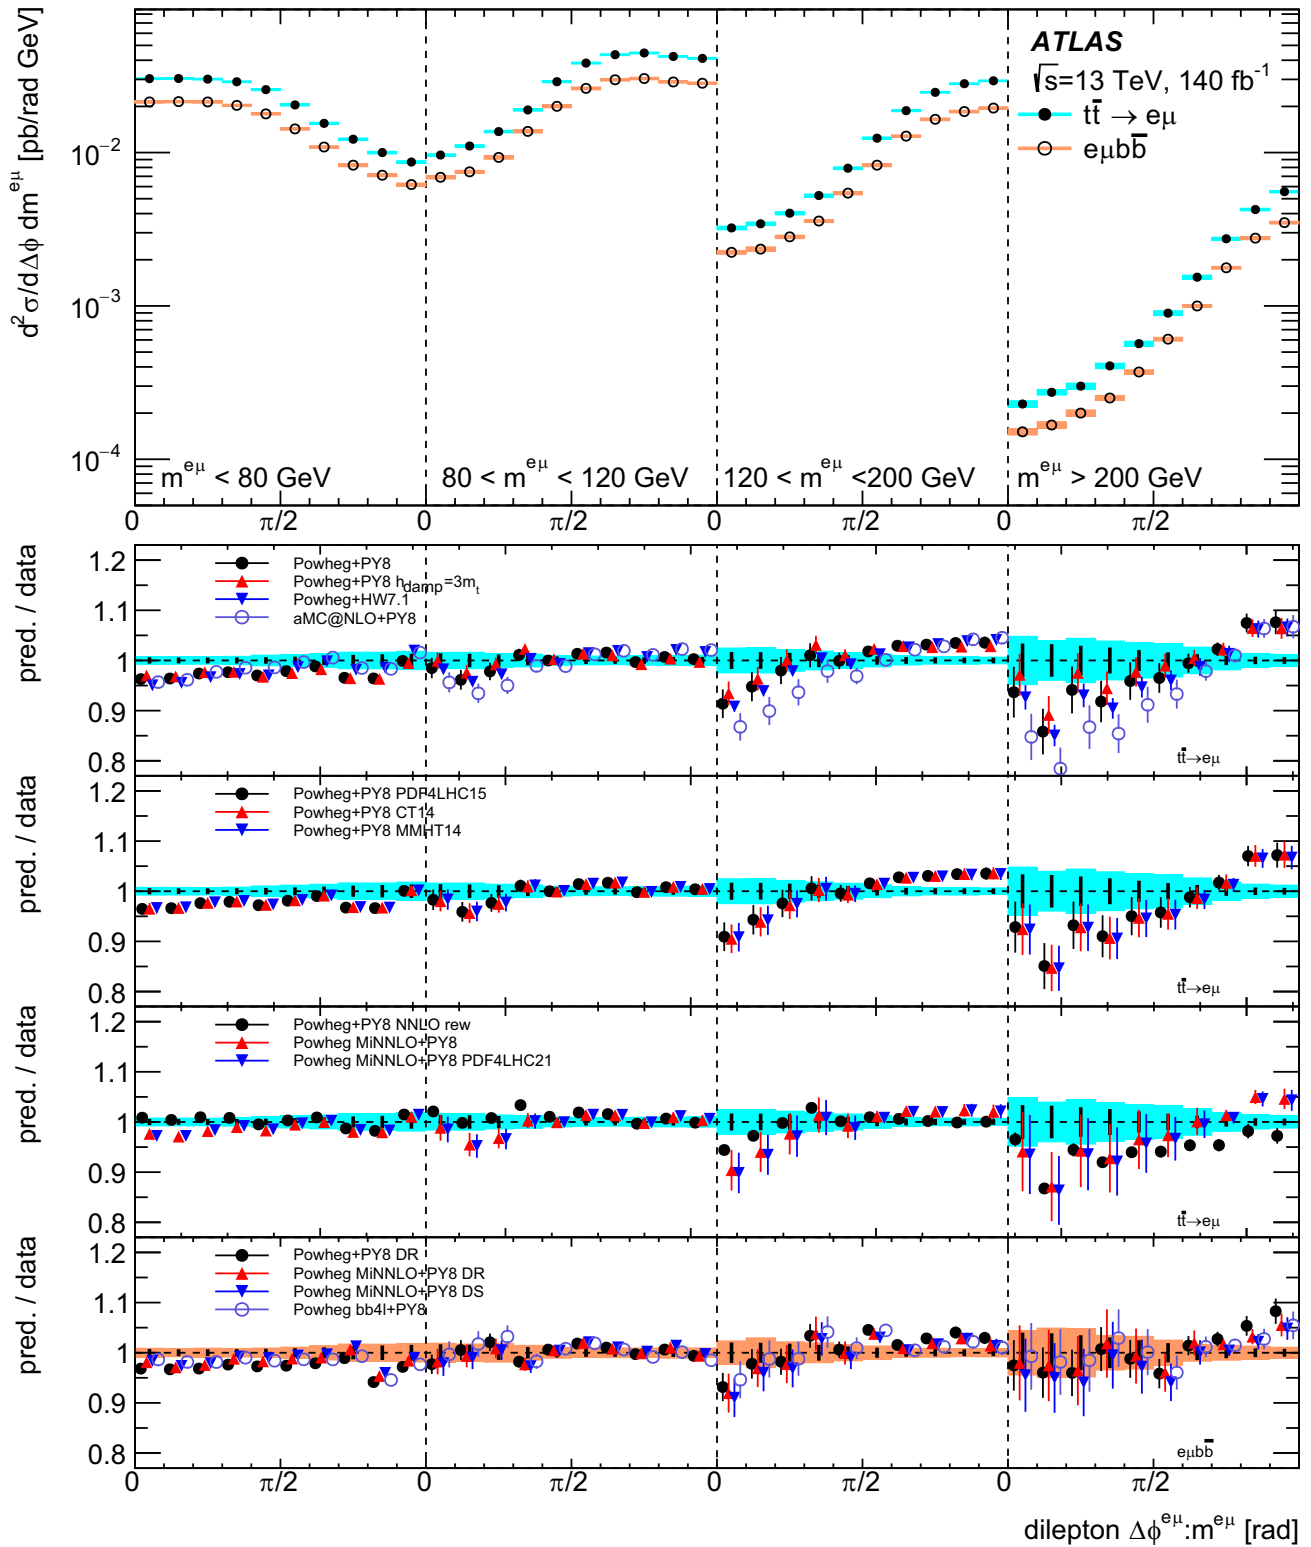 d² σ/dΔϕ dm^eμ [pb/rad GeV]
10⁻²
10⁻³
10⁻⁴
ATLAS
√s=13 TeV, 140 fb⁻¹
tt̄ → eμ
eμbb̄
m^eμ < 80 GeV
80 < m^eμ < 120 GeV
120 < m^eμ <200 GeV
m^eμ > 200 GeV
0 π/2 0 π/2 0 π/2 0 π/2
pred. / data
1.2
1.1
1
0.9
0.8
Powheg+PY8
Powheg+PY8 h_damp=3m_t
Powheg+HW7.1
aMC@NLO+PY8
tt̄→eμ
pred. / data
1.2
1.1
1
0.9
0.8
Powheg+PY8 PDF4LHC15
Powheg+PY8 CT14
Powheg+PY8 MMHT14
tt̄→eμ
pred. / data
1.2
1.1
1
0.9
0.8
Powheg+PY8 NNLO rew
Powheg MiNNLO+PY8
Powheg MiNNLO+PY8 PDF4LHC21
tt̄→eμ
pred. / data
1.2
1.1
1
0.9
0.8
Powheg+PY8 DR
Powheg MiNNLO+PY8 DR
Powheg MiNNLO+PY8 DS
Powheg bb4l+PY8
eμbb̄
0 π/2 0 π/2 0 π/2 0 π/2
dilepton Δϕ^eμ:m^eμ [rad]